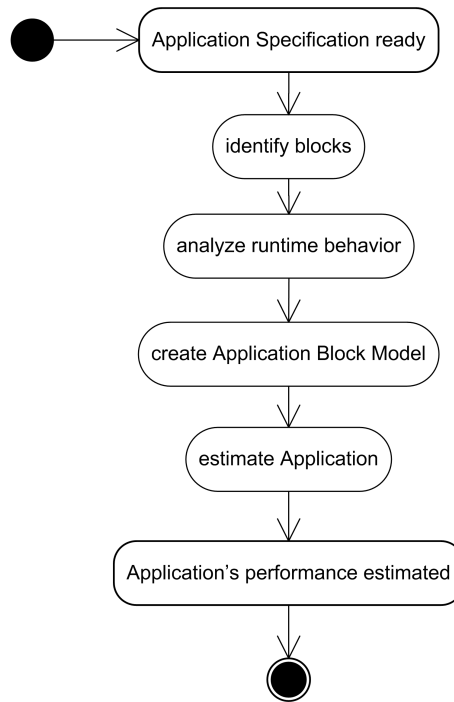 Application Specification ready
identify blocks
analyze runtime behavior
create Application Block Model
estimate Application
Application’s performance estimated